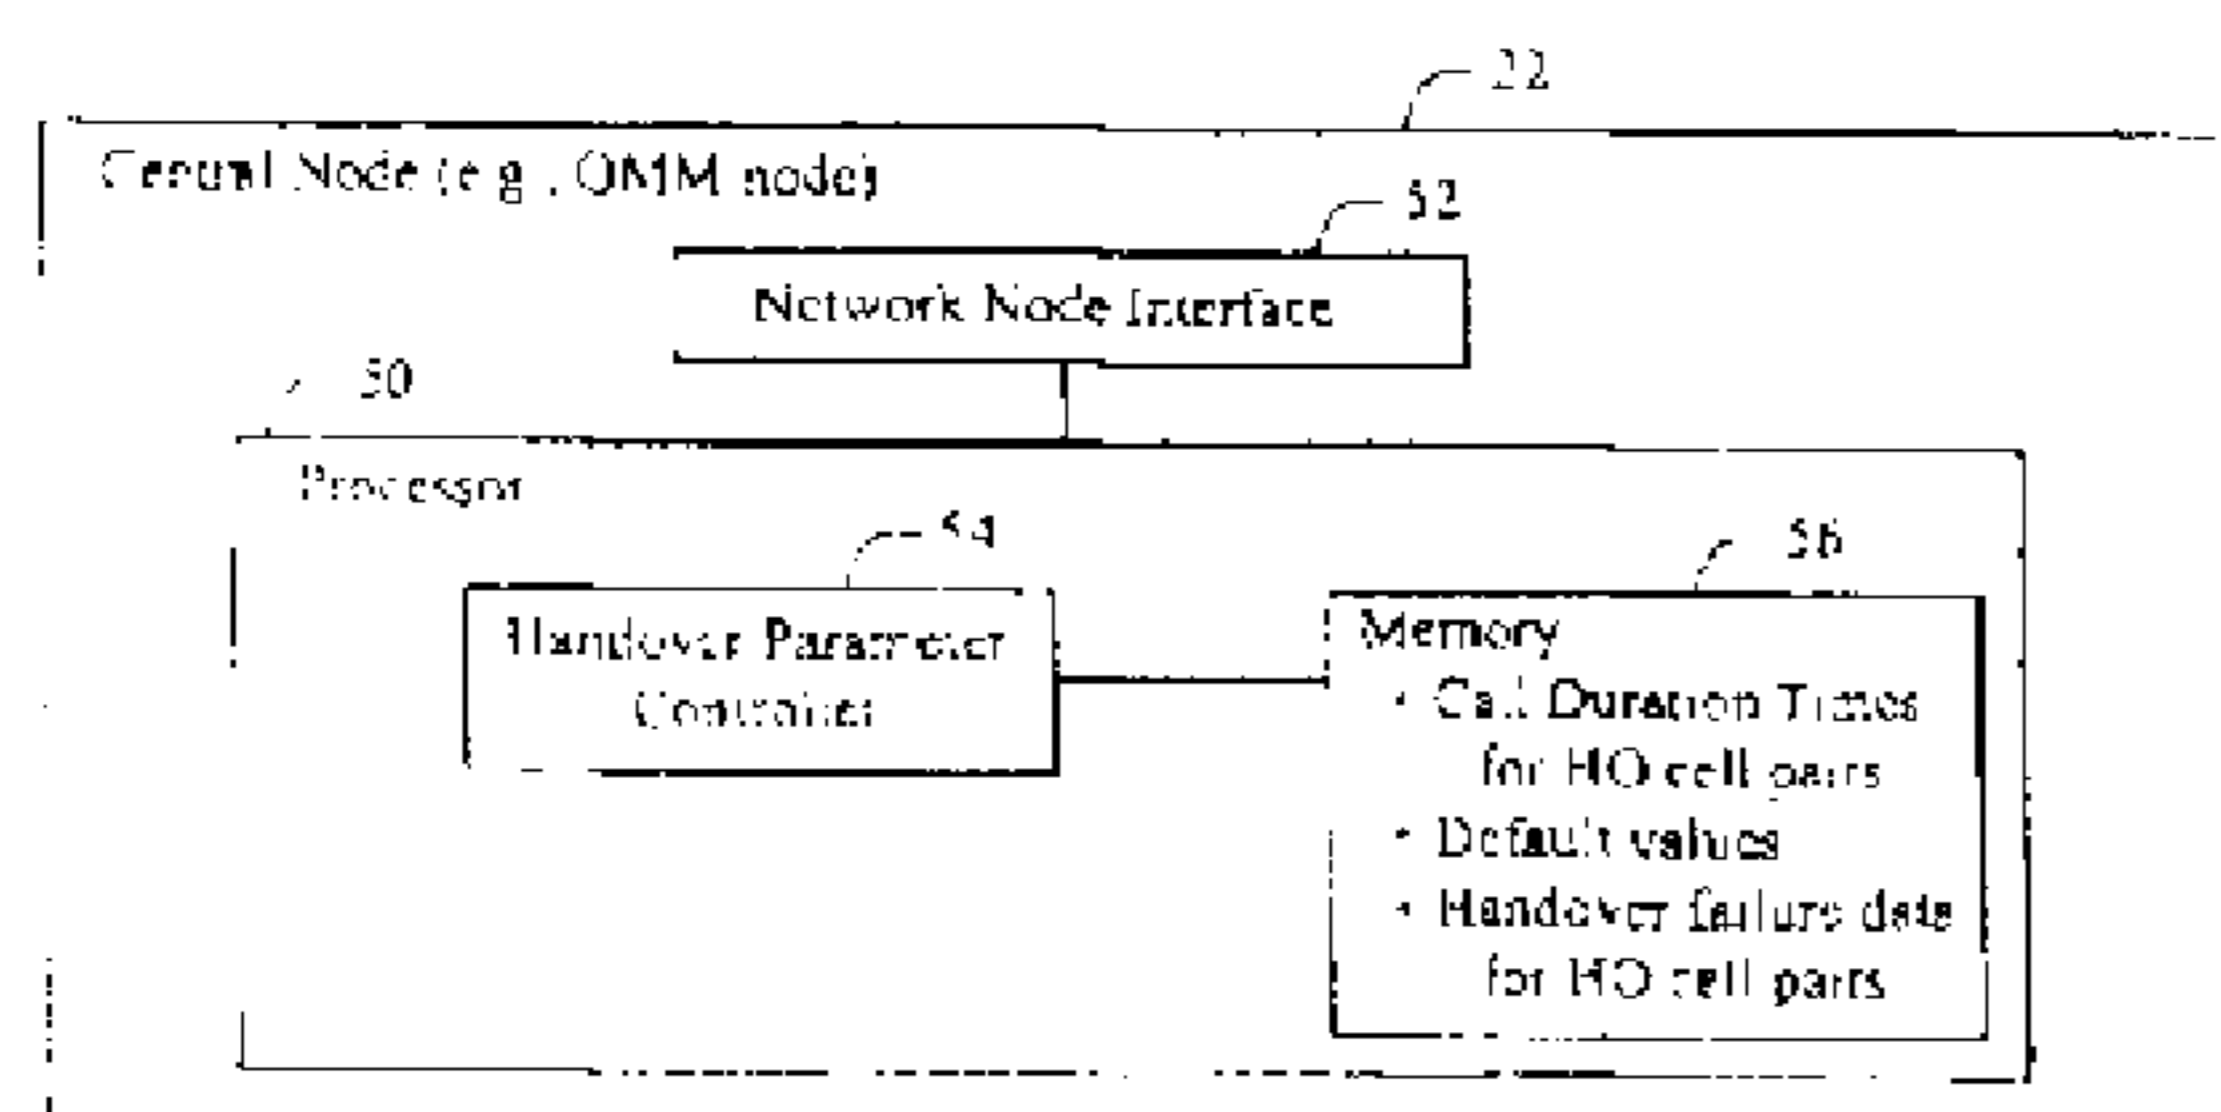 22
Central Node (e.g., OMM node)
52
Network Node Interface
50
Processor
54
56
Handover Parameter
Controller
Memory
• Call Duration Times
for HO cell pairs
• Default values
• Handover failure data
for HO cell pairs